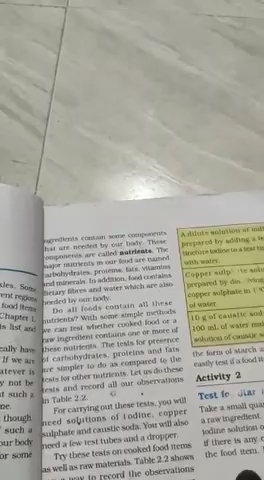 ules. Some
rent regions
food items
Chapter 1.
ts list and
eally have
If we are
atever is
y not be
t such a
ne.
though
such a
our body
or some
ingredients contain some components
that are needed by our body. These
components are called nutrients. The
major nutrients in our food are named
carbohydrates, proteins, fats, vitamins
and minerals. In addition, food contains
dietary fibres and water which are also
needed by our body.
Do all foods contain all these
nutrients? With some simple methods
we can test whether cooked food or a
raw ingredient contains one or more of
these nutrients. The tests for presence
of carbohydrates, proteins and fats
are simpler to do as compared to the
tests for other nutrients. Let us do these
tests and record all our observations
in Table 2.2.
For carrying out these tests, you will
need solutions of iodine, copper
sulphate and caustic soda. You will also
need a few test tubes and a dropper.
Try these tests on cooked food items
as well as raw materials. Table 2.2 shows
way to record the observations
A dilute solution of
prepared by adding a
tincture iodine to a test
with water.
Copper
prepared by
copper sulphate in
of water.
10 g of caustic
100 mL of water
solution of caustic
the form of starch
easily test if a food
Activity 2
Test
Take a small
a raw ingredient.
iodine solution
if there is any
the food item.